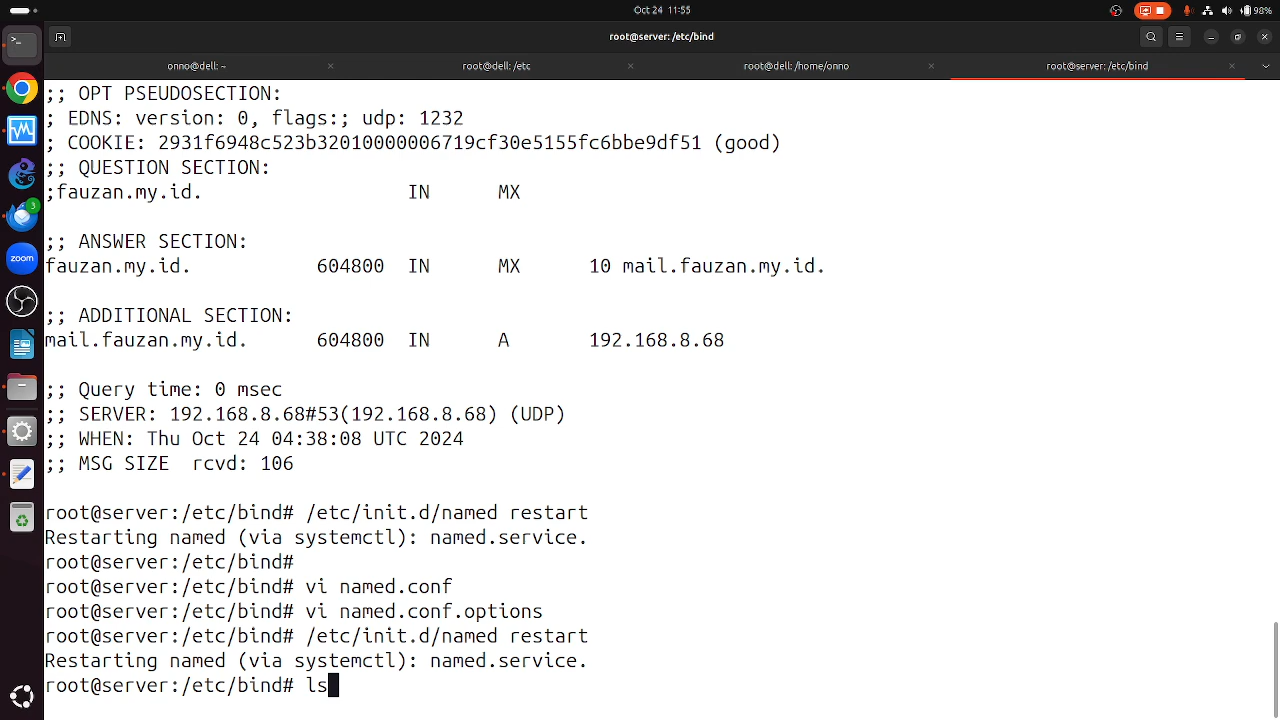 Oct 24 11:55
98%
root@server: /etc/bind
onno@dell: ~
root@dell: /etc
root@dell: /home/onno
root@server: /etc/bind
;; OPT PSEUDOSECTION:
; EDNS: version: 0, flags:; udp: 1232
; COOKIE: 2931f6948c523b32010000006719cf30e5155fc6bbe9df51 (good)
;; QUESTION SECTION:
;fauzan.my.id. IN MX
;; ANSWER SECTION:
fauzan.my.id. 604800 IN MX 10 mail.fauzan.my.id.
;; ADDITIONAL SECTION:
mail.fauzan.my.id. 604800 IN A 192.168.8.68
;; Query time: 0 msec
;; SERVER: 192.168.8.68#53(192.168.8.68) (UDP)
;; WHEN: Thu Oct 24 04:38:08 UTC 2024
;; MSG SIZE rcvd: 106
root@server:/etc/bind# /etc/init.d/named restart
Restarting named (via systemctl): named.service.
root@server:/etc/bind#
root@server:/etc/bind# vi named.conf
root@server:/etc/bind# vi named.conf.options
root@server:/etc/bind# /etc/init.d/named restart
Restarting named (via systemctl): named.service.
root@server:/etc/bind# ls
3
zoom